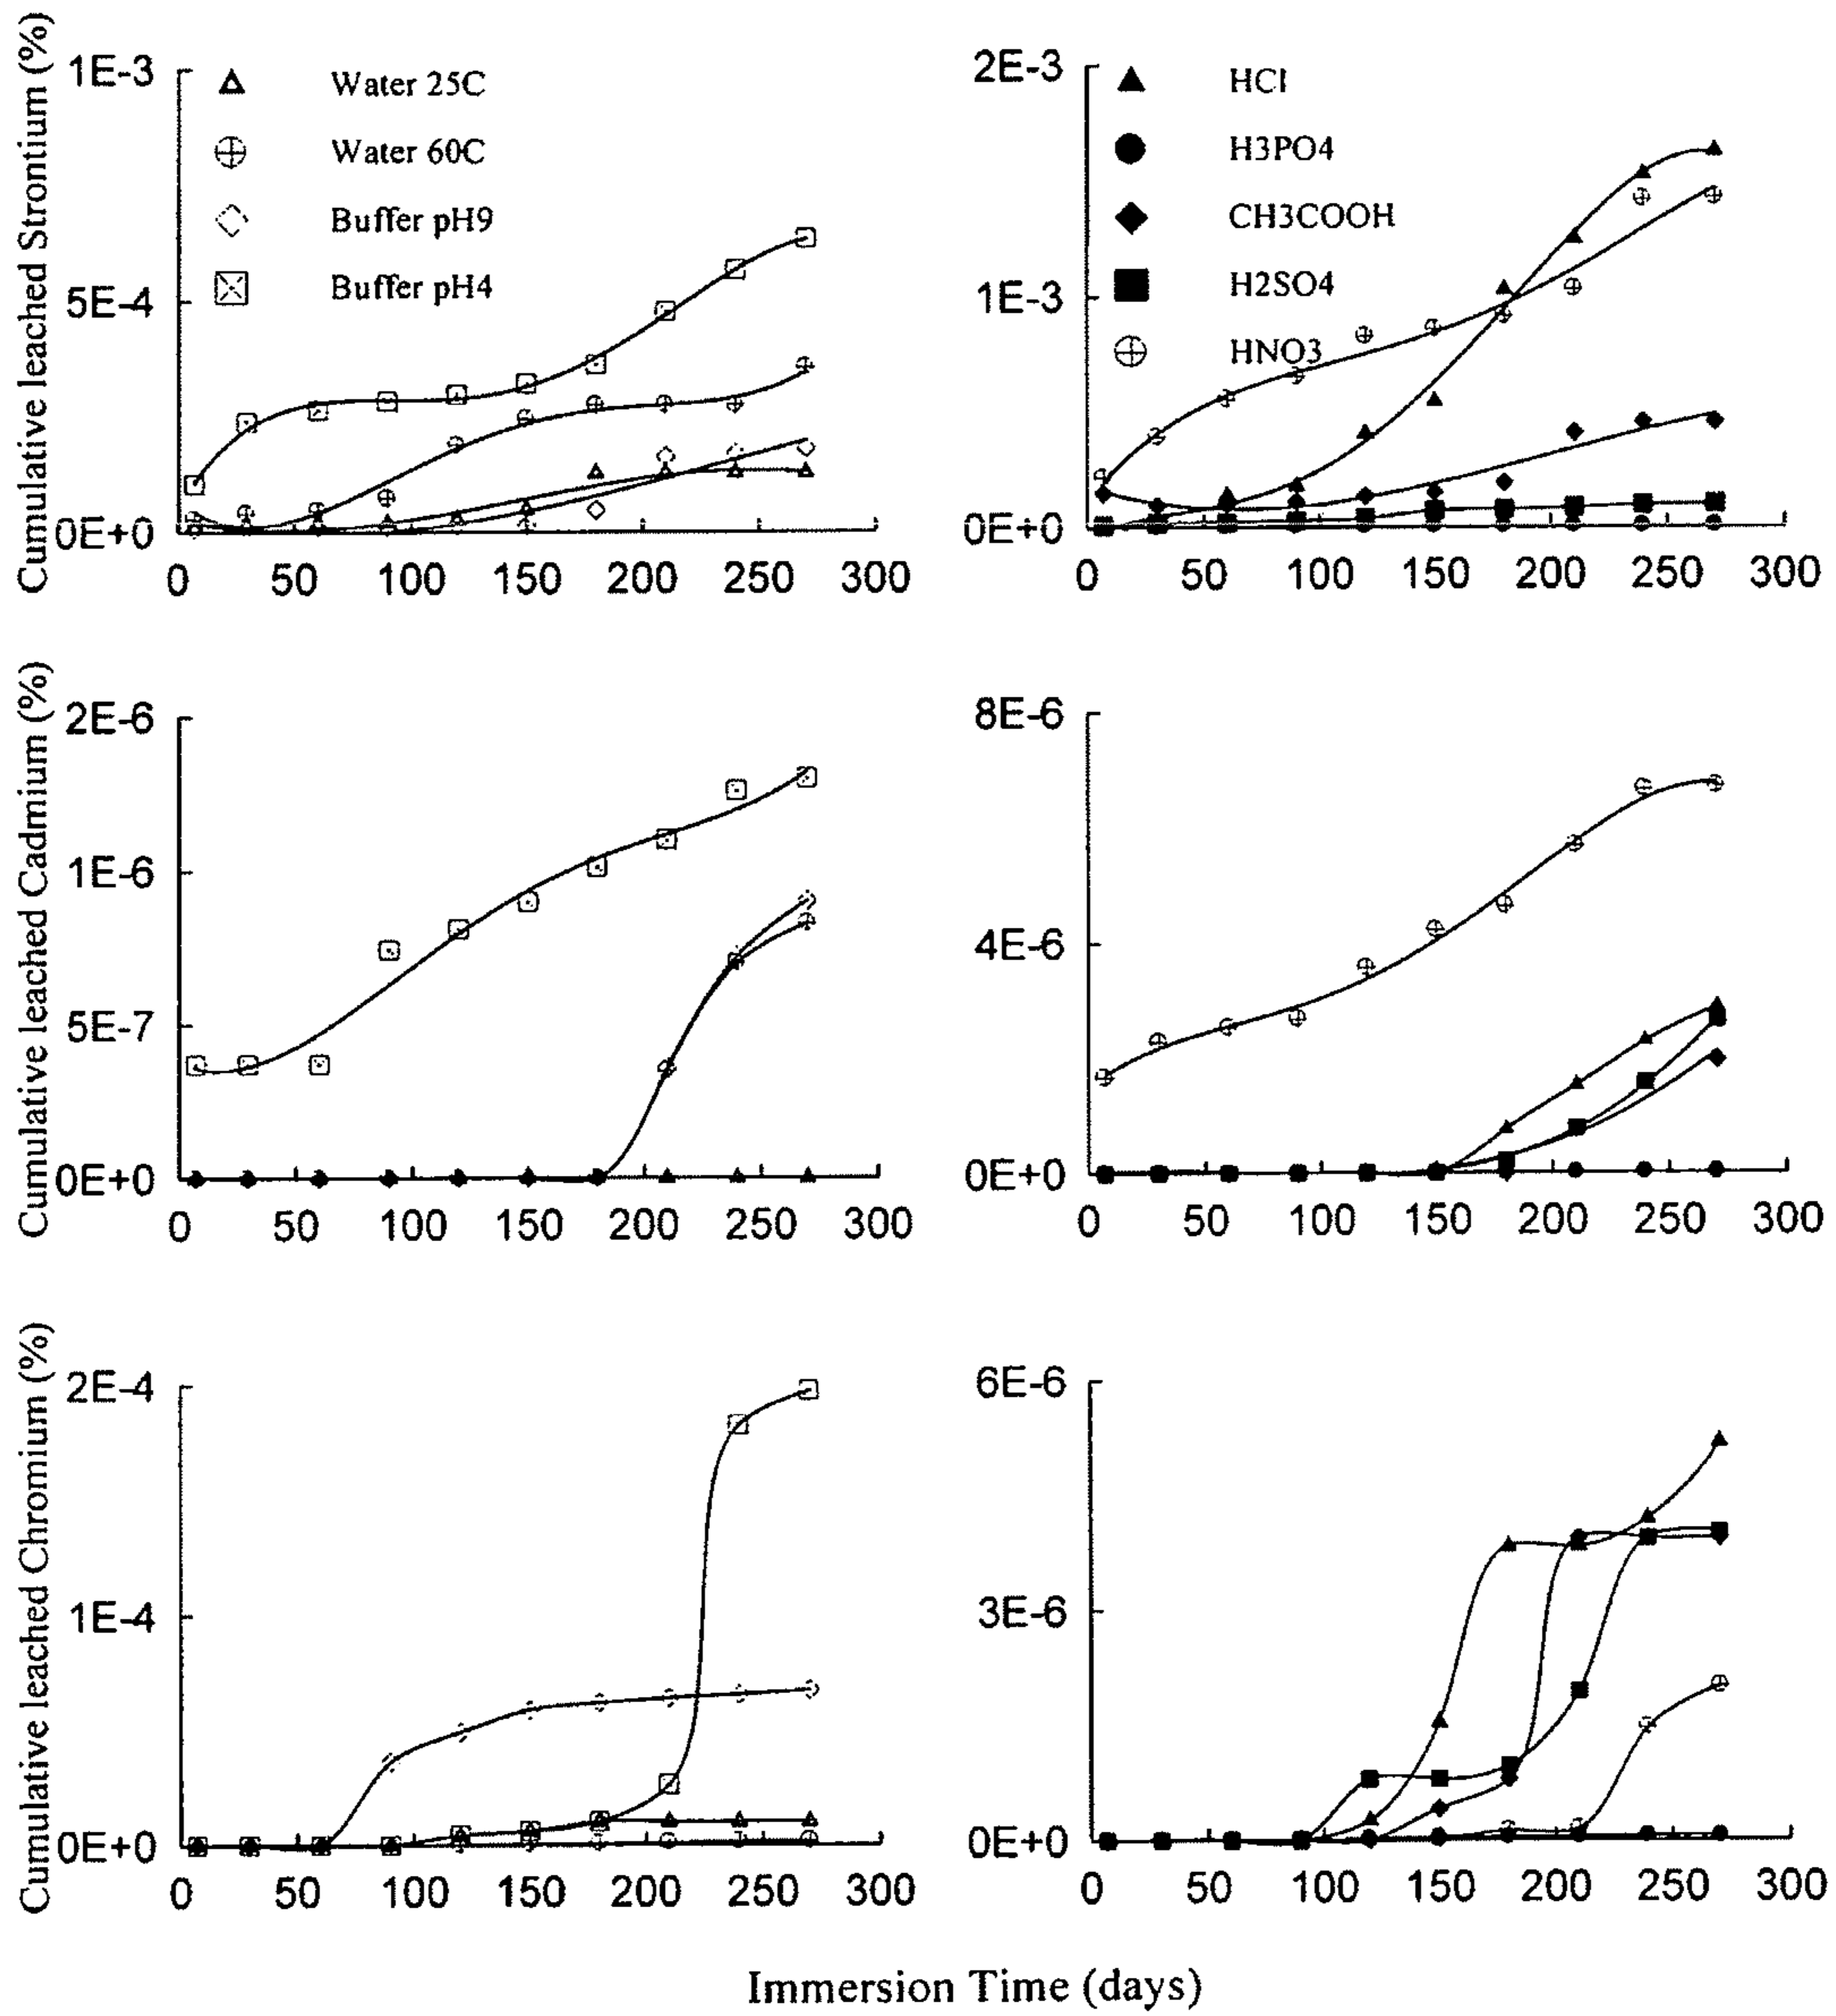 Cumulative leached Strontium (%)
1E-3
5E-4
0E+0
Water 25C
Water 60C
Buffer pH9
Buffer pH4
0 50 100 150 200 250 300
2E-3
1E-3
0E+0
HCl
H3PO4
CH3COOH
H2SO4
HNO3
0 50 100 150 200 250 300
Cumulative leached Cadmium (%)
2E-6
1E-6
5E-7
0E+0
0 50 100 150 200 250 300
8E-6
4E-6
0E+0
0 50 100 150 200 250 300
Cumulative leached Chromium (%)
2E-4
1E-4
0E+0
0 50 100 150 200 250 300
6E-6
3E-6
0E+0
0 50 100 150 200 250 300
Immersion Time (days)